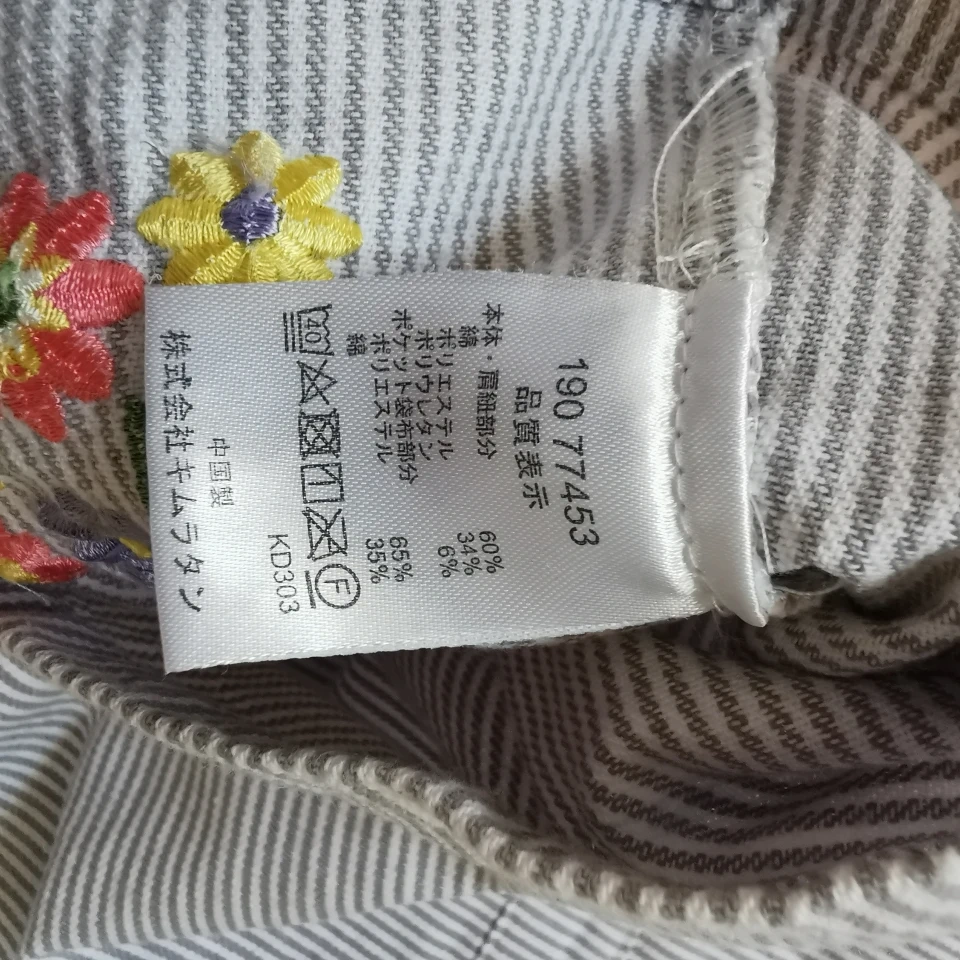 190 77453
品質表示
本体・肩紐部分
綿 60%
ポリエステル 34%
ポリウレタン 6%
ポケット袋布部分
ポリエステル 65%
綿 35%
40
F
KD303
中国製
株式会社キムラタン